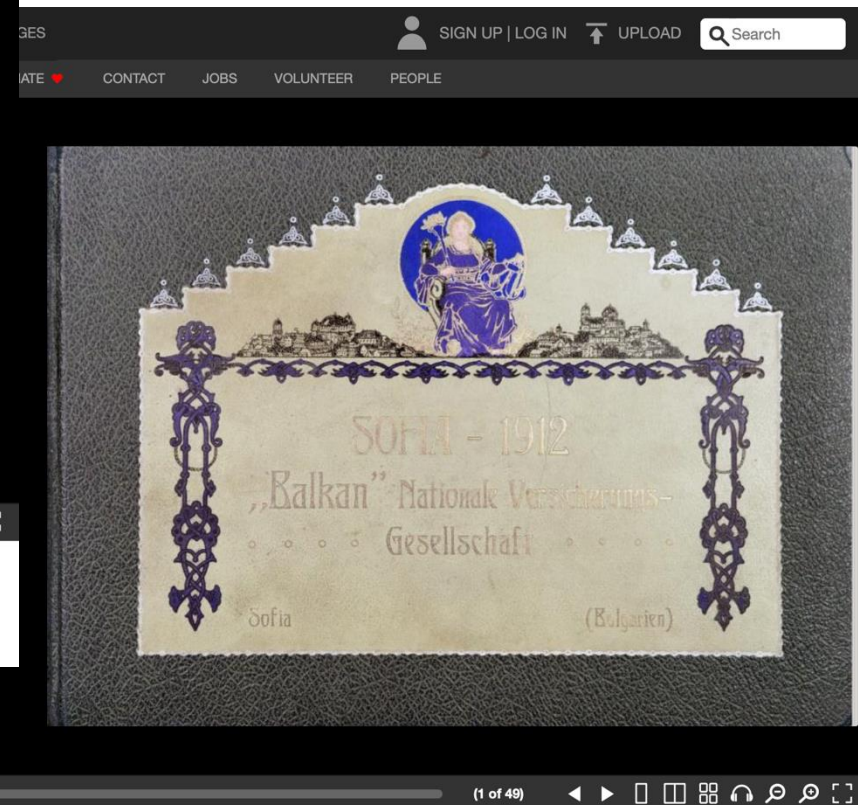 GES
SIGN UP | LOG IN
UPLOAD
Search
CONTACT
JOBS
VOLUNTEER
PEOPLE
SOFIA - 1912
„Balkan” Nationale Versicherungs-
Gesellschaft
Sofia
(Bulgarien)
(1 of 49)